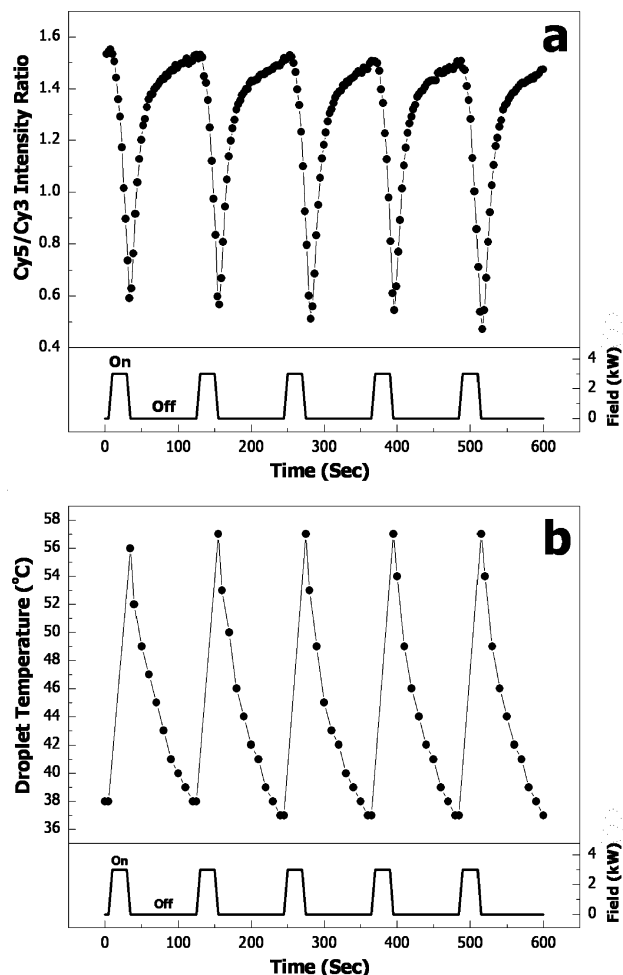 a
Cy5/Cy3 Intensity Ratio
1.6
1.4
1.2
1.0
0.8
0.6
0.4
On
Off
4
2
0
Field (kW)
0 100 200 300 400 500 600
Time (Sec)
b
Droplet Temperature (°C)
58
56
54
52
50
48
46
44
42
40
38
36
On
Off
4
2
0
Field (kW)
0 100 200 300 400 500 600
Time (Sec)